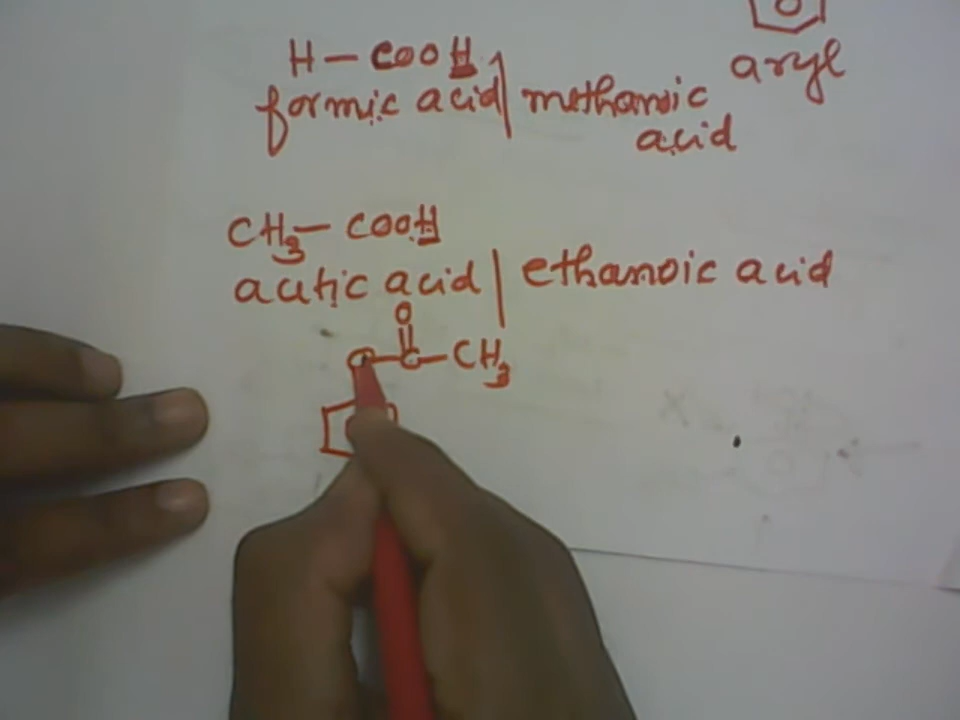 H – COOH
aryl
formic acid | methanoic
acid
CH3 – COOH
acetic acid | ethanoic acid
O
O – C – CH3